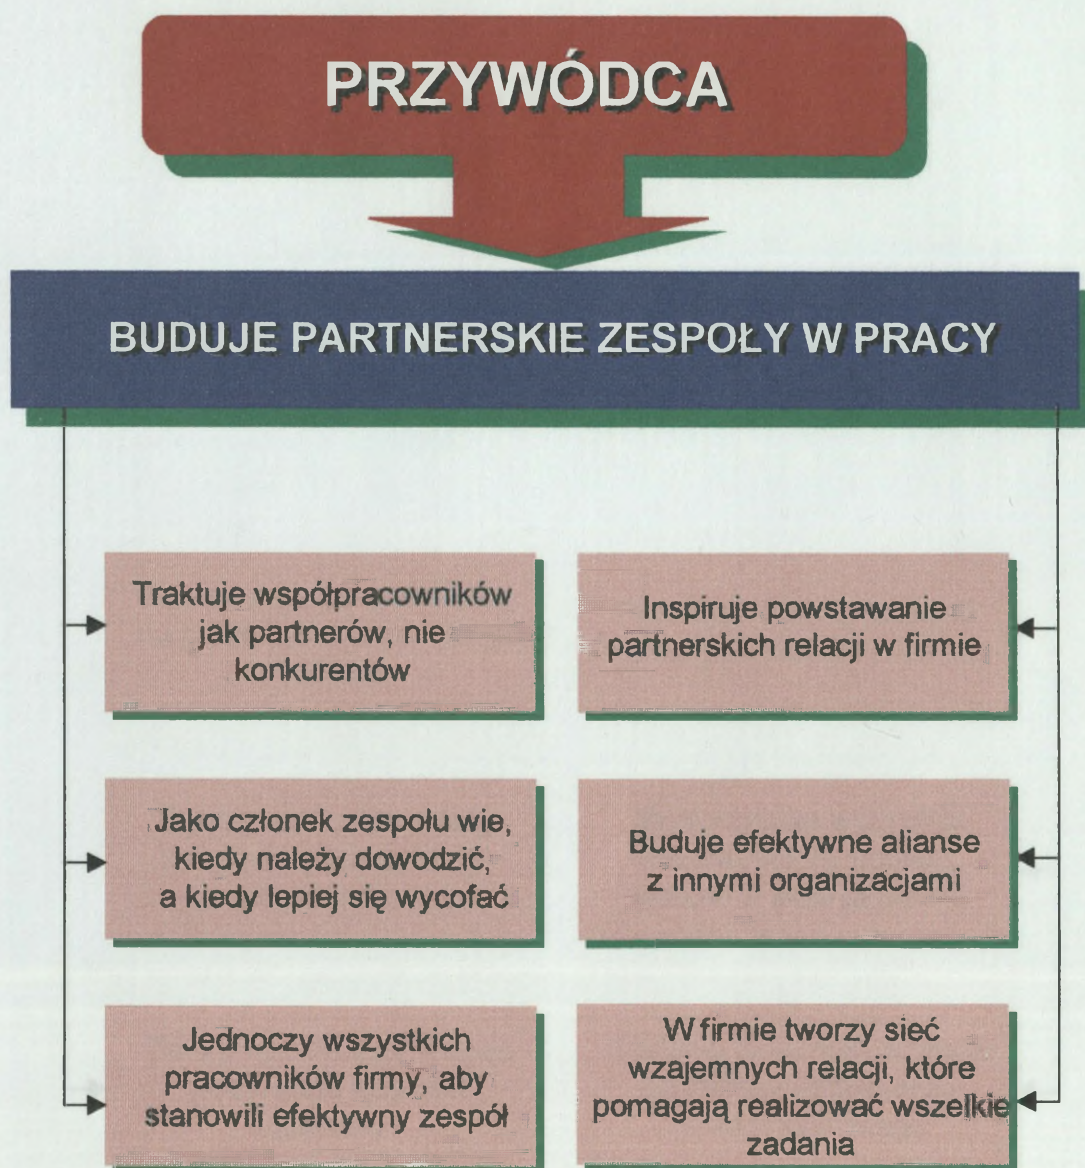 PRZYWÓDCA
BUDUJE PARTNERSKIE ZESPOŁY W PRACY
Traktuje współpracowników
jak partnerów, nie
konkurentów
Inspiruje powstawanie
partnerskich relacji w firmie
Jako członek zespołu wie,
kiedy należy dowodzić,
a kiedy lepiej się wycofać
Buduje efektywne alianse
z innymi organizacjami
Jednoczy wszystkich
pracowników firmy, aby
stanowili efektywny zespół
W firmie tworzy sieć
wzajemnych relacji, które
pomagają realizować wszelkie
zadania